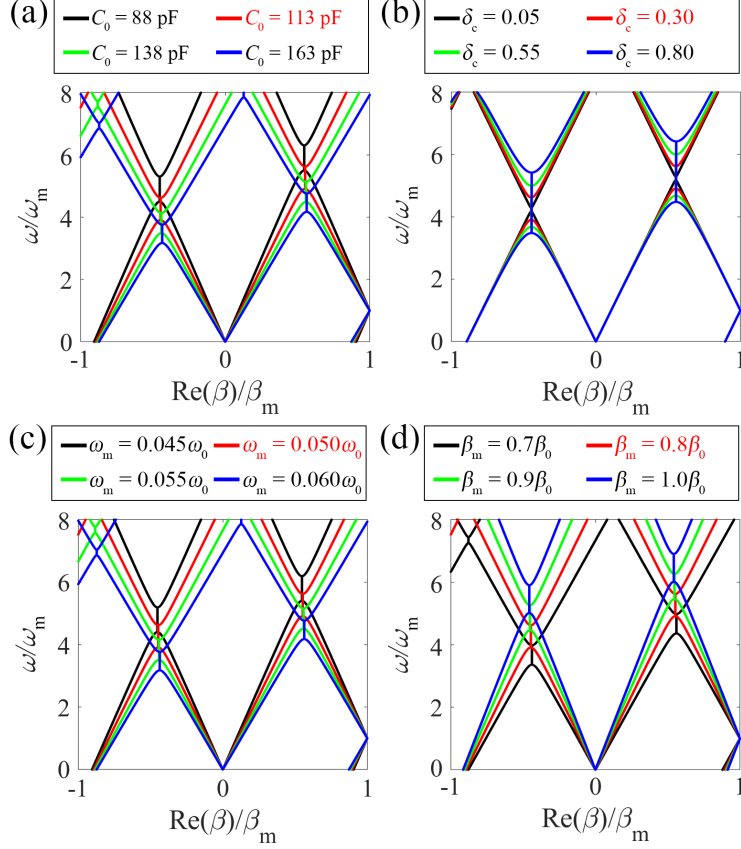 (a)
C₀ = 88 pF C₀ = 113 pF
C₀ = 138 pF C₀ = 163 pF
8
6
4
2
0
ω/ωₘ
-1 0 1
Re(β)/βₘ
(b)
δ_c = 0.05 δ_c = 0.30
δ_c = 0.55 δ_c = 0.80
8
6
4
2
0
ω/ωₘ
-1 0 1
Re(β)/βₘ
(c)
ωₘ = 0.045ω₀ ωₘ = 0.050ω₀
ωₘ = 0.055ω₀ ωₘ = 0.060ω₀
8
6
4
2
0
ω/ωₘ
-1 0 1
Re(β)/βₘ
(d)
βₘ = 0.7β₀ βₘ = 0.8β₀
βₘ = 0.9β₀ βₘ = 1.0β₀
8
6
4
2
0
ω/ωₘ
-1 0 1
Re(β)/βₘ